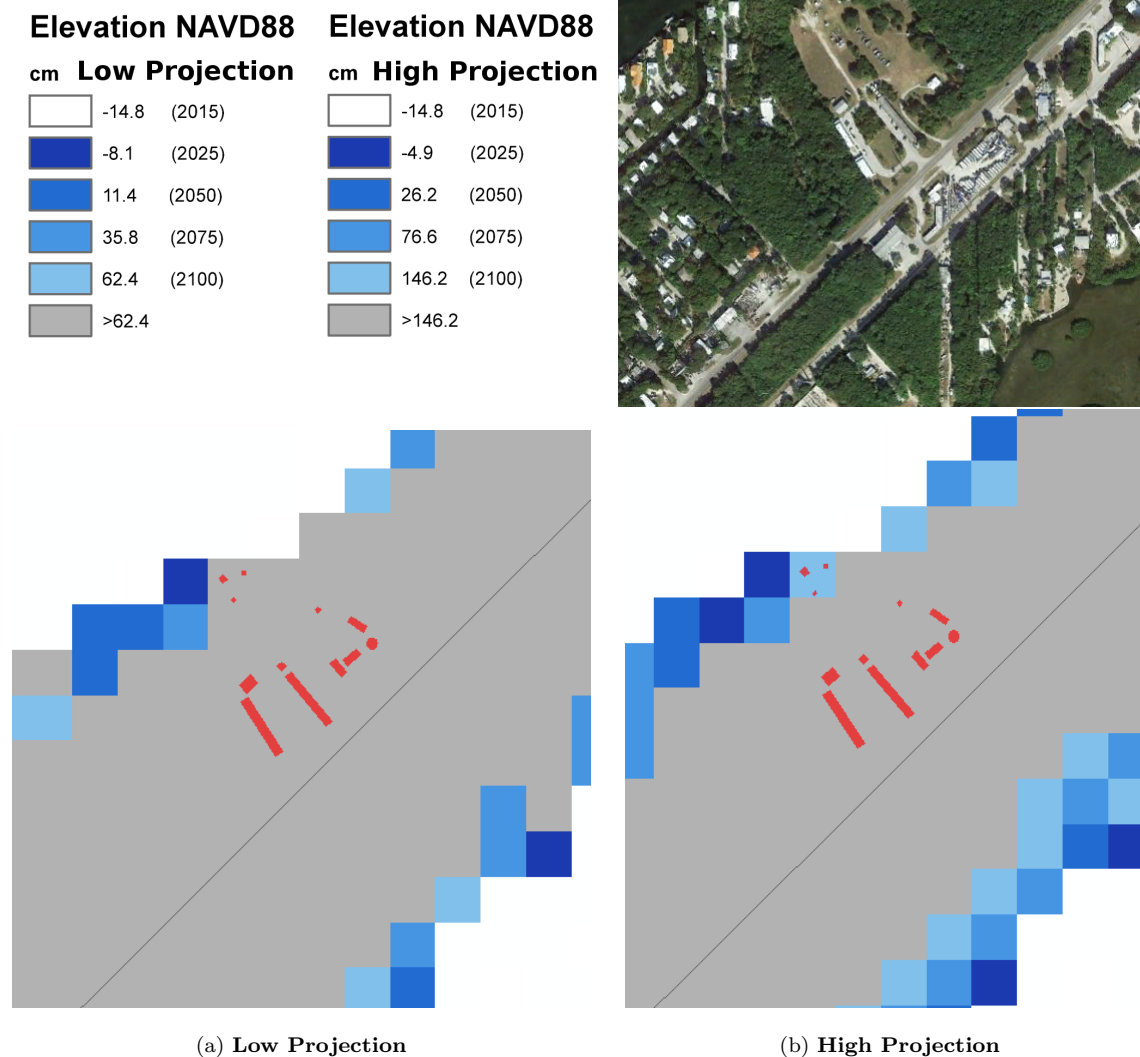 Elevation NAVD88
cm Low Projection
-14.8 (2015)
-8.1 (2025)
11.4 (2050)
35.8 (2075)
62.4 (2100)
>62.4
Elevation NAVD88
cm High Projection
-14.8 (2015)
-4.9 (2025)
26.2 (2050)
76.6 (2075)
146.2 (2100)
>146.2
(a) Low Projection
(b) High Projection